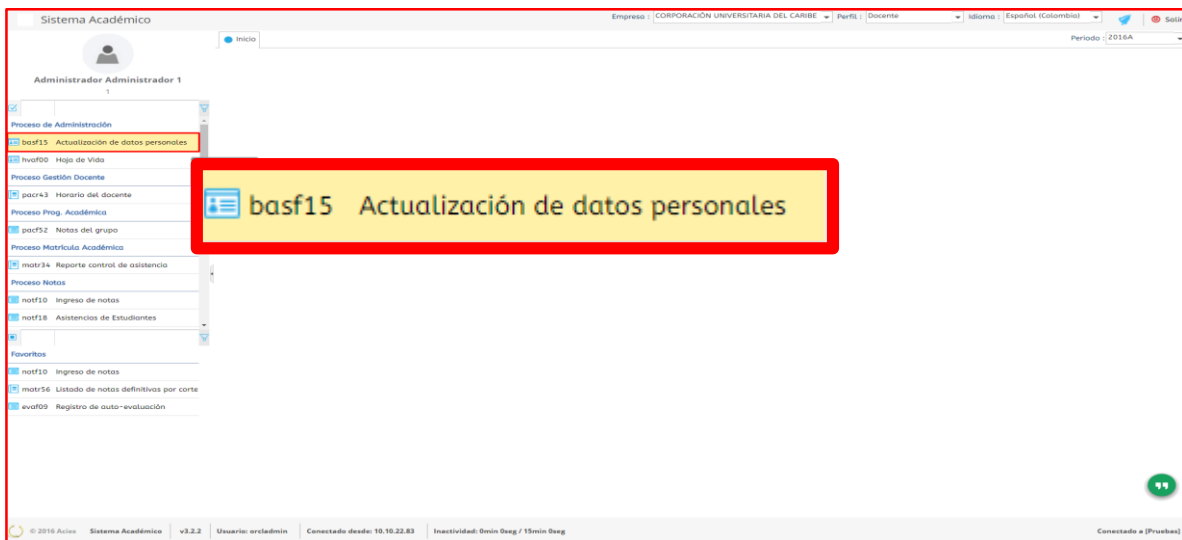 Sistema Académico
Empresa : CORPORACIÓN UNIVERSITARIA DEL CARIBE Perfil : Docente Idioma : Español (Colombia) Salir
Inicio
Periodo : 2016A
Administrador Administrador 1
1
Proceso de Administración
basf15 Actualización de datos personales
hvaf00 Hoja de Vida
Proceso Gestión Docente
pacr43 Horario del docente
Proceso Prog. Académica
pacf52 Notas del grupo
Proceso Matrícula Académica
matr34 Reporte control de asistencia
Proceso Notas
notf10 Ingreso de notas
notf18 Asistencias de Estudiantes
basf15 Actualización de datos personales
Favoritos
notf10 Ingreso de notas
matr56 Listado de notas definitivas por corte
evaf09 Registro de auto-evaluación
© 2016 Avies Sistema Académico v3.2.2 Usuario: orcladmin Conectado desde: 10.10.22.83 Inactividad: 0min 0seg / 15min 0seg Conectado a [Pruebas]